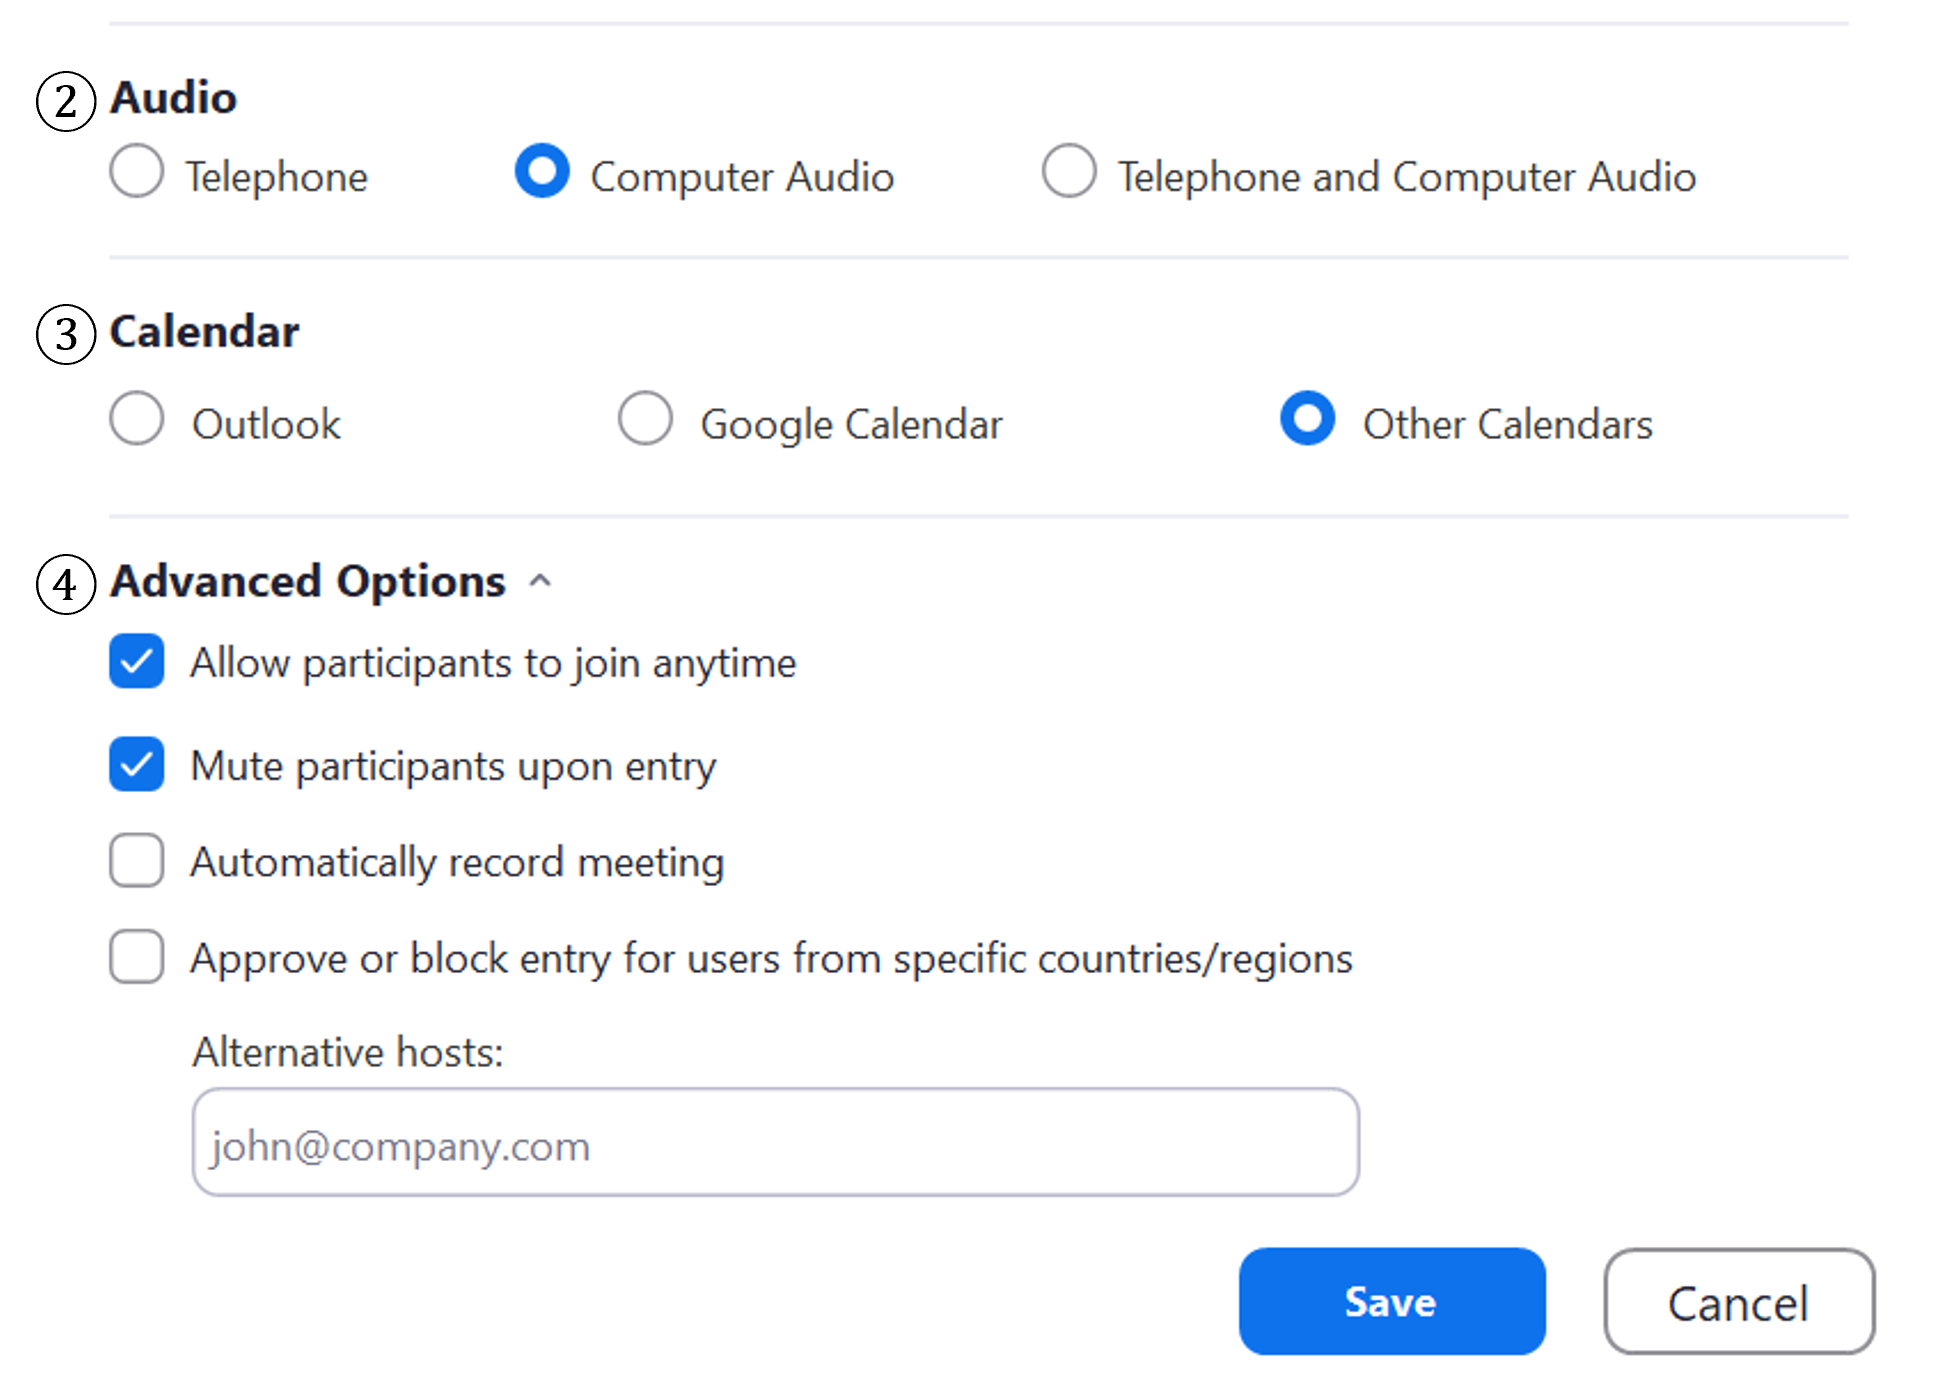 ② Audio
Telephone Computer Audio Telephone and Computer Audio
③ Calendar
Outlook Google Calendar Other Calendars
④ Advanced Options
Allow participants to join anytime
Mute participants upon entry
Automatically record meeting
Approve or block entry for users from specific countries/regions
Alternative hosts:
john@company.com
Save Cancel